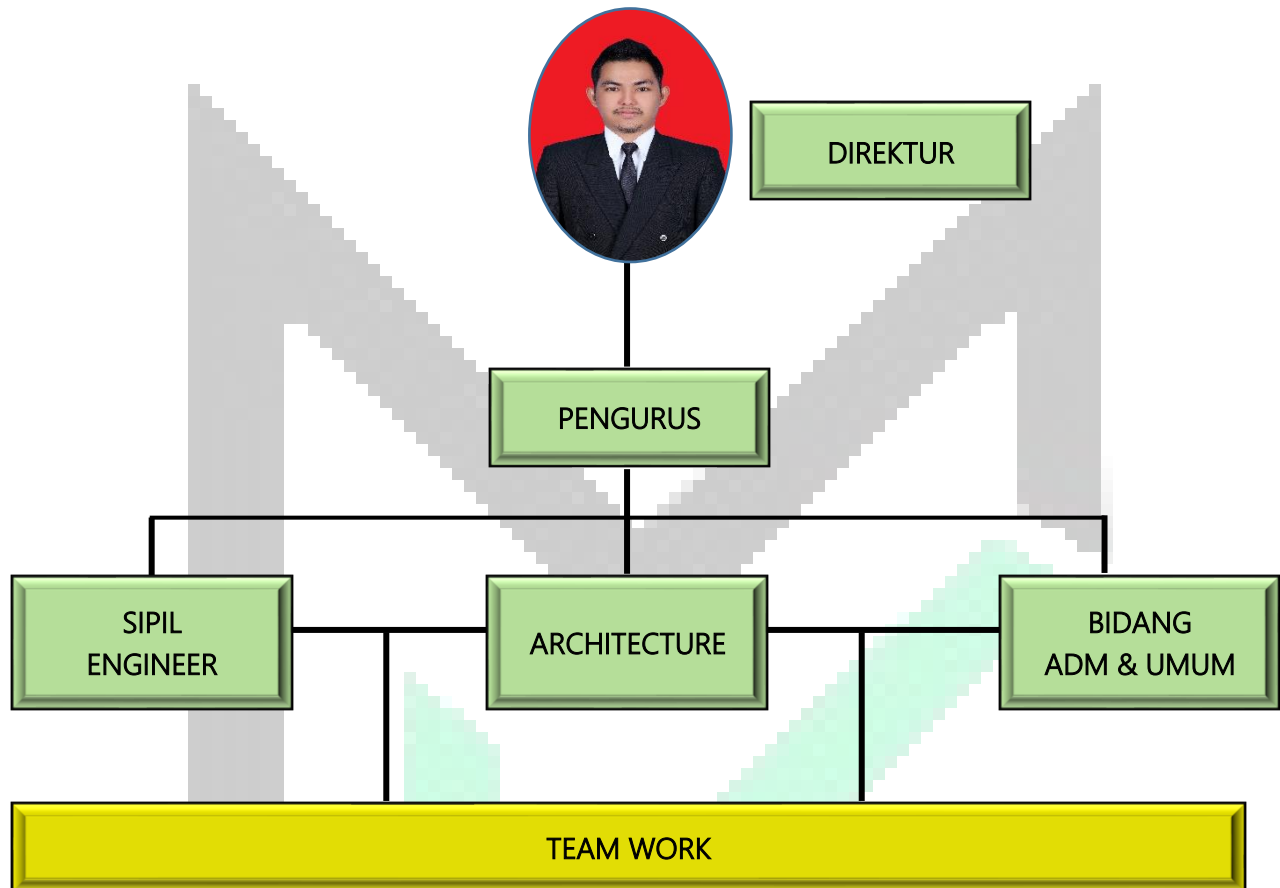 DIREKTUR
PENGURUS
SIPIL
ENGINEER
ARCHITECTURE
BIDANG
ADM & UMUM
TEAM WORK